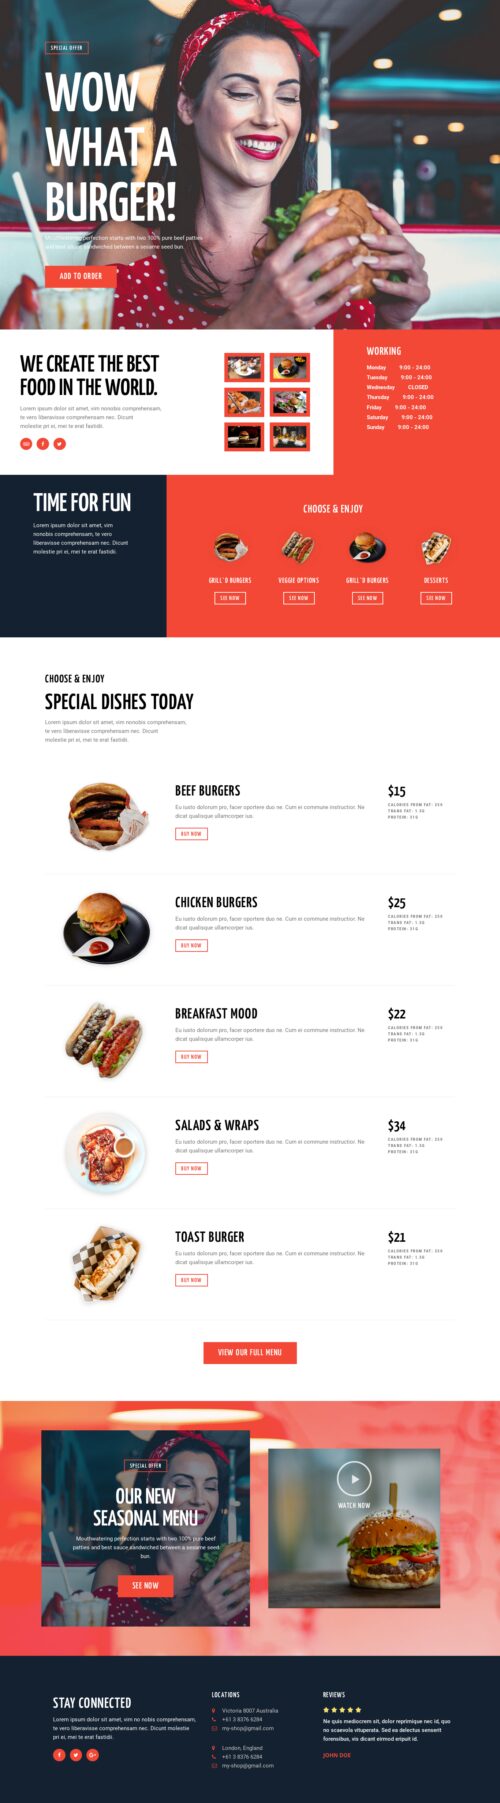 SPECIAL OFFER
WOW
WHAT A
BURGER!
Mouthwatering perfection starts with two 100% pure beef patties
and best sauce sandwiched between a sesame seed bun.
ADD TO ORDER
WE CREATE THE BEST
FOOD IN THE WORLD.
Lorem ipsum dolor sit amet, vim nonobis comprehensam,
te vero liberavisse comprehensam no. Dicunt
molestie pri ei, mei te erat fastidii.
WORKING
Monday 9:00 - 24:00
Tuesday 9:00 - 24:00
Wednesday CLOSED
Thursday 9:00 - 24:00
Friday 9:00 - 24:00
Saturday 9:00 - 24:00
Sunday 9:00 - 24:00
TIME FOR FUN
Lorem ipsum dolor sit amet, vim
nonobis comprehensam, te vero
liberavisse comprehensam no. Dicunt
molestie pri ei, mei te erat fastidii.
CHOOSE & ENJOY
GRILL`D BURGERS
SEE NOW
VEGGIE OPTIONS
SEE NOW
GRILL`D BURGERS
SEE NOW
DESSERTS
SEE NOW
CHOOSE & ENJOY
SPECIAL DISHES TODAY
Lorem ipsum dolor sit amet, vim nonobis comprehensam,
te vero liberavisse comprehensam no. Dicunt
molestie pri ei, mei te erat fastidii.
BEEF BURGERS
Eu iusto dolorum pro, facer oportere duo ne. Cum ei commune instructior. Ne
dicat qualisque ullamcorper ius.
BUY NOW
$15
CALORIES FROM FAT: 250
TRANS FAT: 1.5G
PROTEIN: 31G
CHICKEN BURGERS
Eu iusto dolorum pro, facer oportere duo ne. Cum ei commune instructior. Ne
dicat qualisque ullamcorper ius.
BUY NOW
$25
CALORIES FROM FAT: 250
TRANS FAT: 1.5G
PROTEIN: 31G
BREAKFAST MOOD
Eu iusto dolorum pro, facer oportere duo ne. Cum ei commune instructior. Ne
dicat qualisque ullamcorper ius.
BUY NOW
$22
CALORIES FROM FAT: 250
TRANS FAT: 1.5G
PROTEIN: 31G
SALADS & WRAPS
Eu iusto dolorum pro, facer oportere duo ne. Cum ei commune instructior. Ne
dicat qualisque ullamcorper ius.
BUY NOW
$34
CALORIES FROM FAT: 250
TRANS FAT: 1.5G
PROTEIN: 31G
TOAST BURGER
Eu iusto dolorum pro, facer oportere duo ne. Cum ei commune instructior. Ne
dicat qualisque ullamcorper ius.
BUY NOW
$21
CALORIES FROM FAT: 250
TRANS FAT: 1.5G
PROTEIN: 31G
VIEW OUR FULL MENU
SPECIAL OFFER
OUR NEW
SEASONAL MENU
Mouthwatering perfection starts with two 100% pure beef
patties and best sauce sandwiched between a sesame seed
bun.
SEE NOW
WATCH NOW
STAY CONNECTED
Lorem ipsum dolor sit amet, vim no nobis comprehensam,
te vero liberavisse comprehensam no. Dicunt molestie
pri ei, mei te erat fastidii.
LOCATIONS
Victoria 8007 Australia
+61 3 8376 6284
my-shop@gmail.com
London, England
+61 3 8376 6284
my-shop@gmail.com
REVIEWS
Ne quis mediocrem sit, dolor reprimique nec id, quo
no scaevola vituperata. Sed ea delectus senserit
forensibus, vim dicant eirmod eripuit id.
JOHN DOE